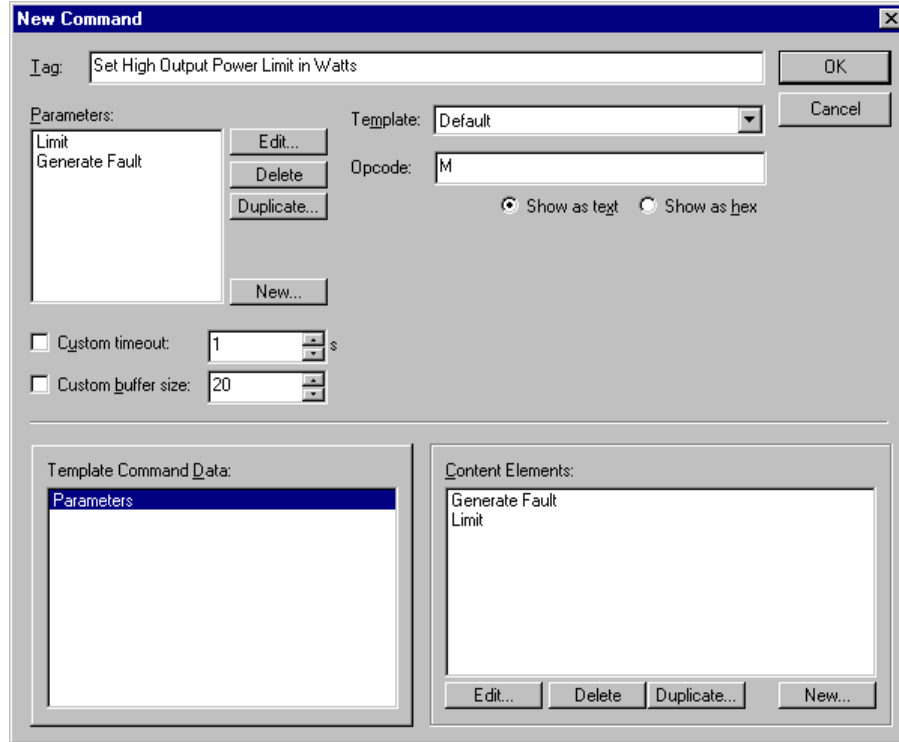 New Command
Tag: Set High Output Power Limit in Watts
OK
Cancel
Parameters:
Limit
Generate Fault
Edit...
Delete
Duplicate...
New...
Template: Default
Opcode: M
Show as text Show as hex
Custom timeout: 1 s
Custom buffer size: 20
Template Command Data:
Parameters
Content Elements:
Generate Fault
Limit
Edit... Delete Duplicate... New...